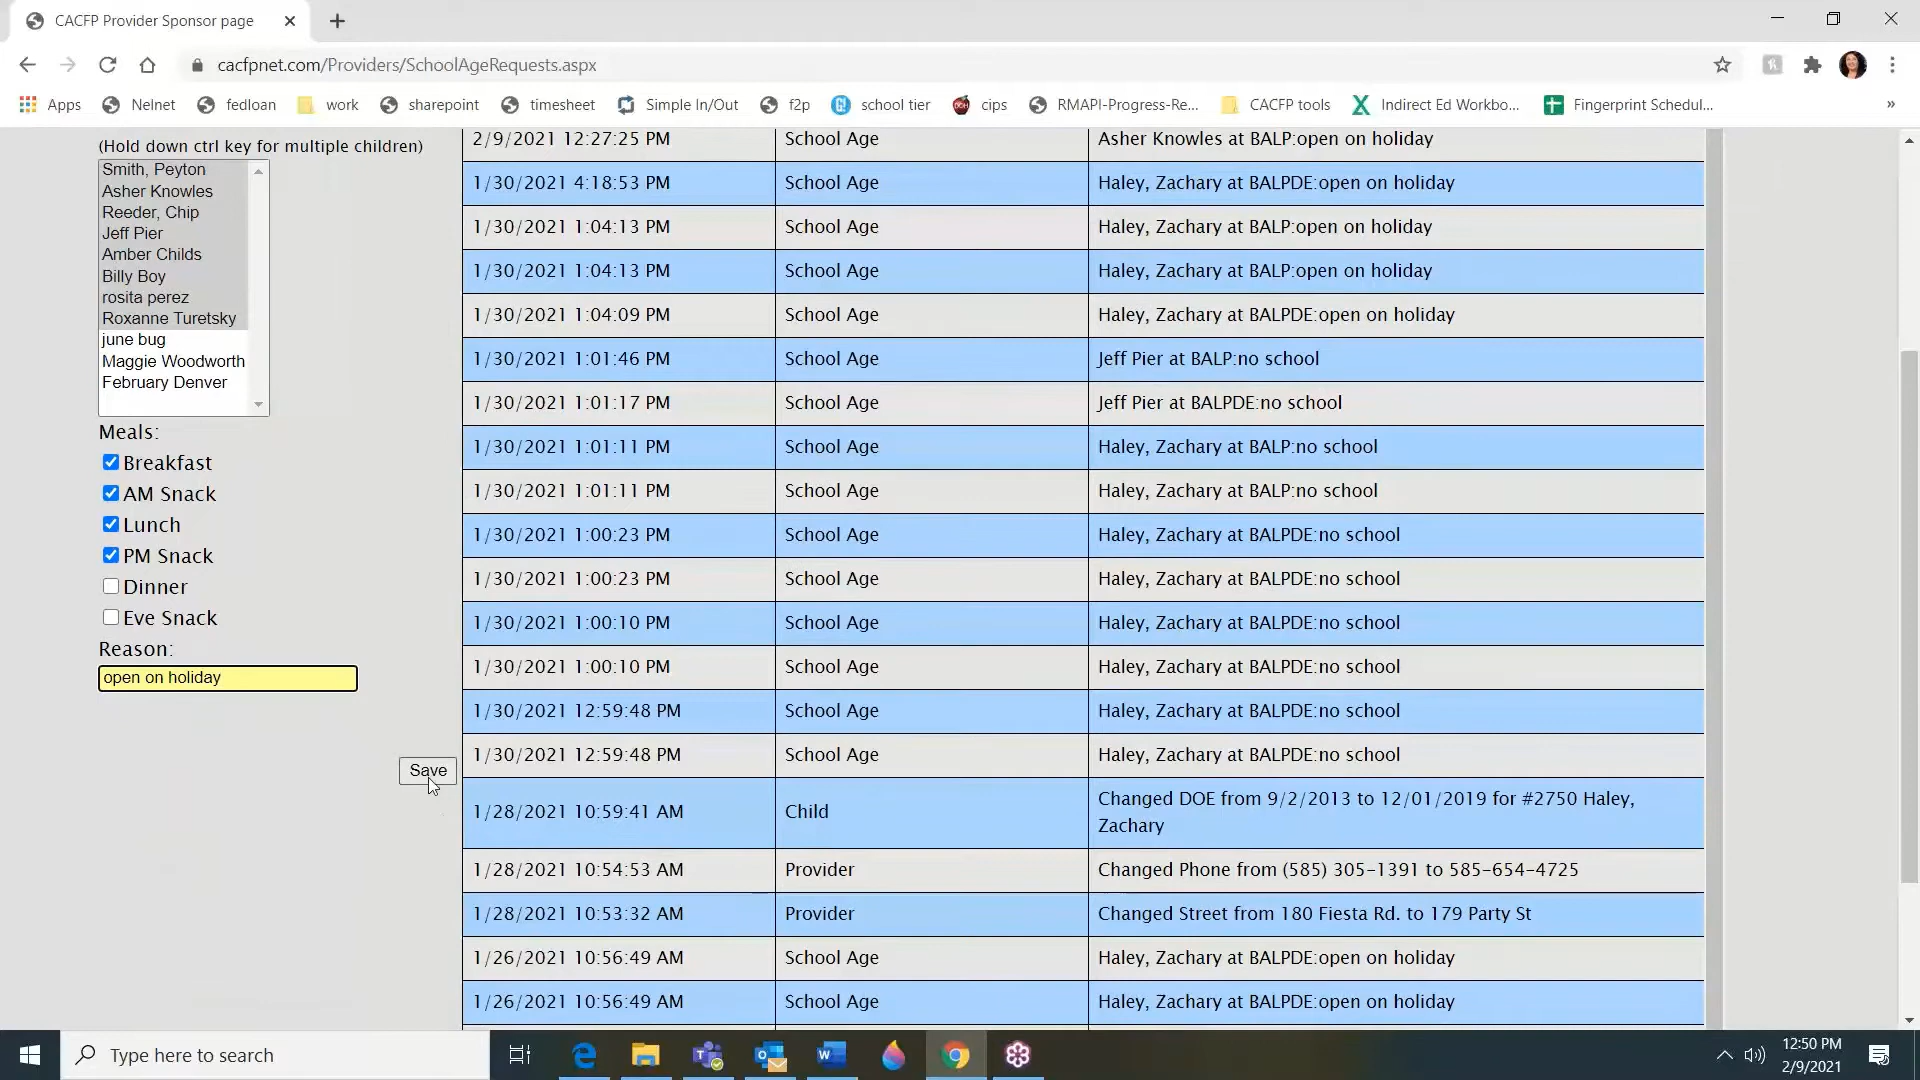 CACFP Provider Sponsor page
cacfpnet.com/Providers/SchoolAgeRequests.aspx
Apps Nelnet fedloan work sharepoint timesheet Simple In/Out f2p school tier cips RMAPI-Progress-Re... CACFP tools Indirect Ed Workbo... Fingerprint Schedul... »
(Hold down ctrl key for multiple children)
Smith, Peyton
Asher Knowles
Reeder, Chip
Jeff Pier
Amber Childs
Billy Boy
rosita perez
Roxanne Turetsky
june bug
Maggie Woodworth
February Denver
Meals:
Breakfast
AM Snack
Lunch
PM Snack
Dinner
Eve Snack
Reason:
open on holiday
Save
2/9/2021 12:27:25 PM School Age Asher Knowles at BALP:open on holiday
1/30/2021 4:18:53 PM School Age Haley, Zachary at BALPDE:open on holiday
1/30/2021 1:04:13 PM School Age Haley, Zachary at BALP:open on holiday
1/30/2021 1:04:13 PM School Age Haley, Zachary at BALP:open on holiday
1/30/2021 1:04:09 PM School Age Haley, Zachary at BALPDE:open on holiday
1/30/2021 1:01:46 PM School Age Jeff Pier at BALP:no school
1/30/2021 1:01:17 PM School Age Jeff Pier at BALPDE:no school
1/30/2021 1:01:11 PM School Age Haley, Zachary at BALP:no school
1/30/2021 1:01:11 PM School Age Haley, Zachary at BALP:no school
1/30/2021 1:00:23 PM School Age Haley, Zachary at BALPDE:no school
1/30/2021 1:00:23 PM School Age Haley, Zachary at BALPDE:no school
1/30/2021 1:00:10 PM School Age Haley, Zachary at BALPDE:no school
1/30/2021 1:00:10 PM School Age Haley, Zachary at BALPDE:no school
1/30/2021 12:59:48 PM School Age Haley, Zachary at BALPDE:no school
1/30/2021 12:59:48 PM School Age Haley, Zachary at BALPDE:no school
1/28/2021 10:59:41 AM Child Changed DOE from 9/2/2013 to 12/01/2019 for #2750 Haley,
Zachary
1/28/2021 10:54:53 AM Provider Changed Phone from (585) 305-1391 to 585-654-4725
1/28/2021 10:53:32 AM Provider Changed Street from 180 Fiesta Rd. to 179 Party St
1/26/2021 10:56:49 AM School Age Haley, Zachary at BALPDE:open on holiday
1/26/2021 10:56:49 AM School Age Haley, Zachary at BALPDE:open on holiday
Type here to search
12:50 PM
2/9/2021